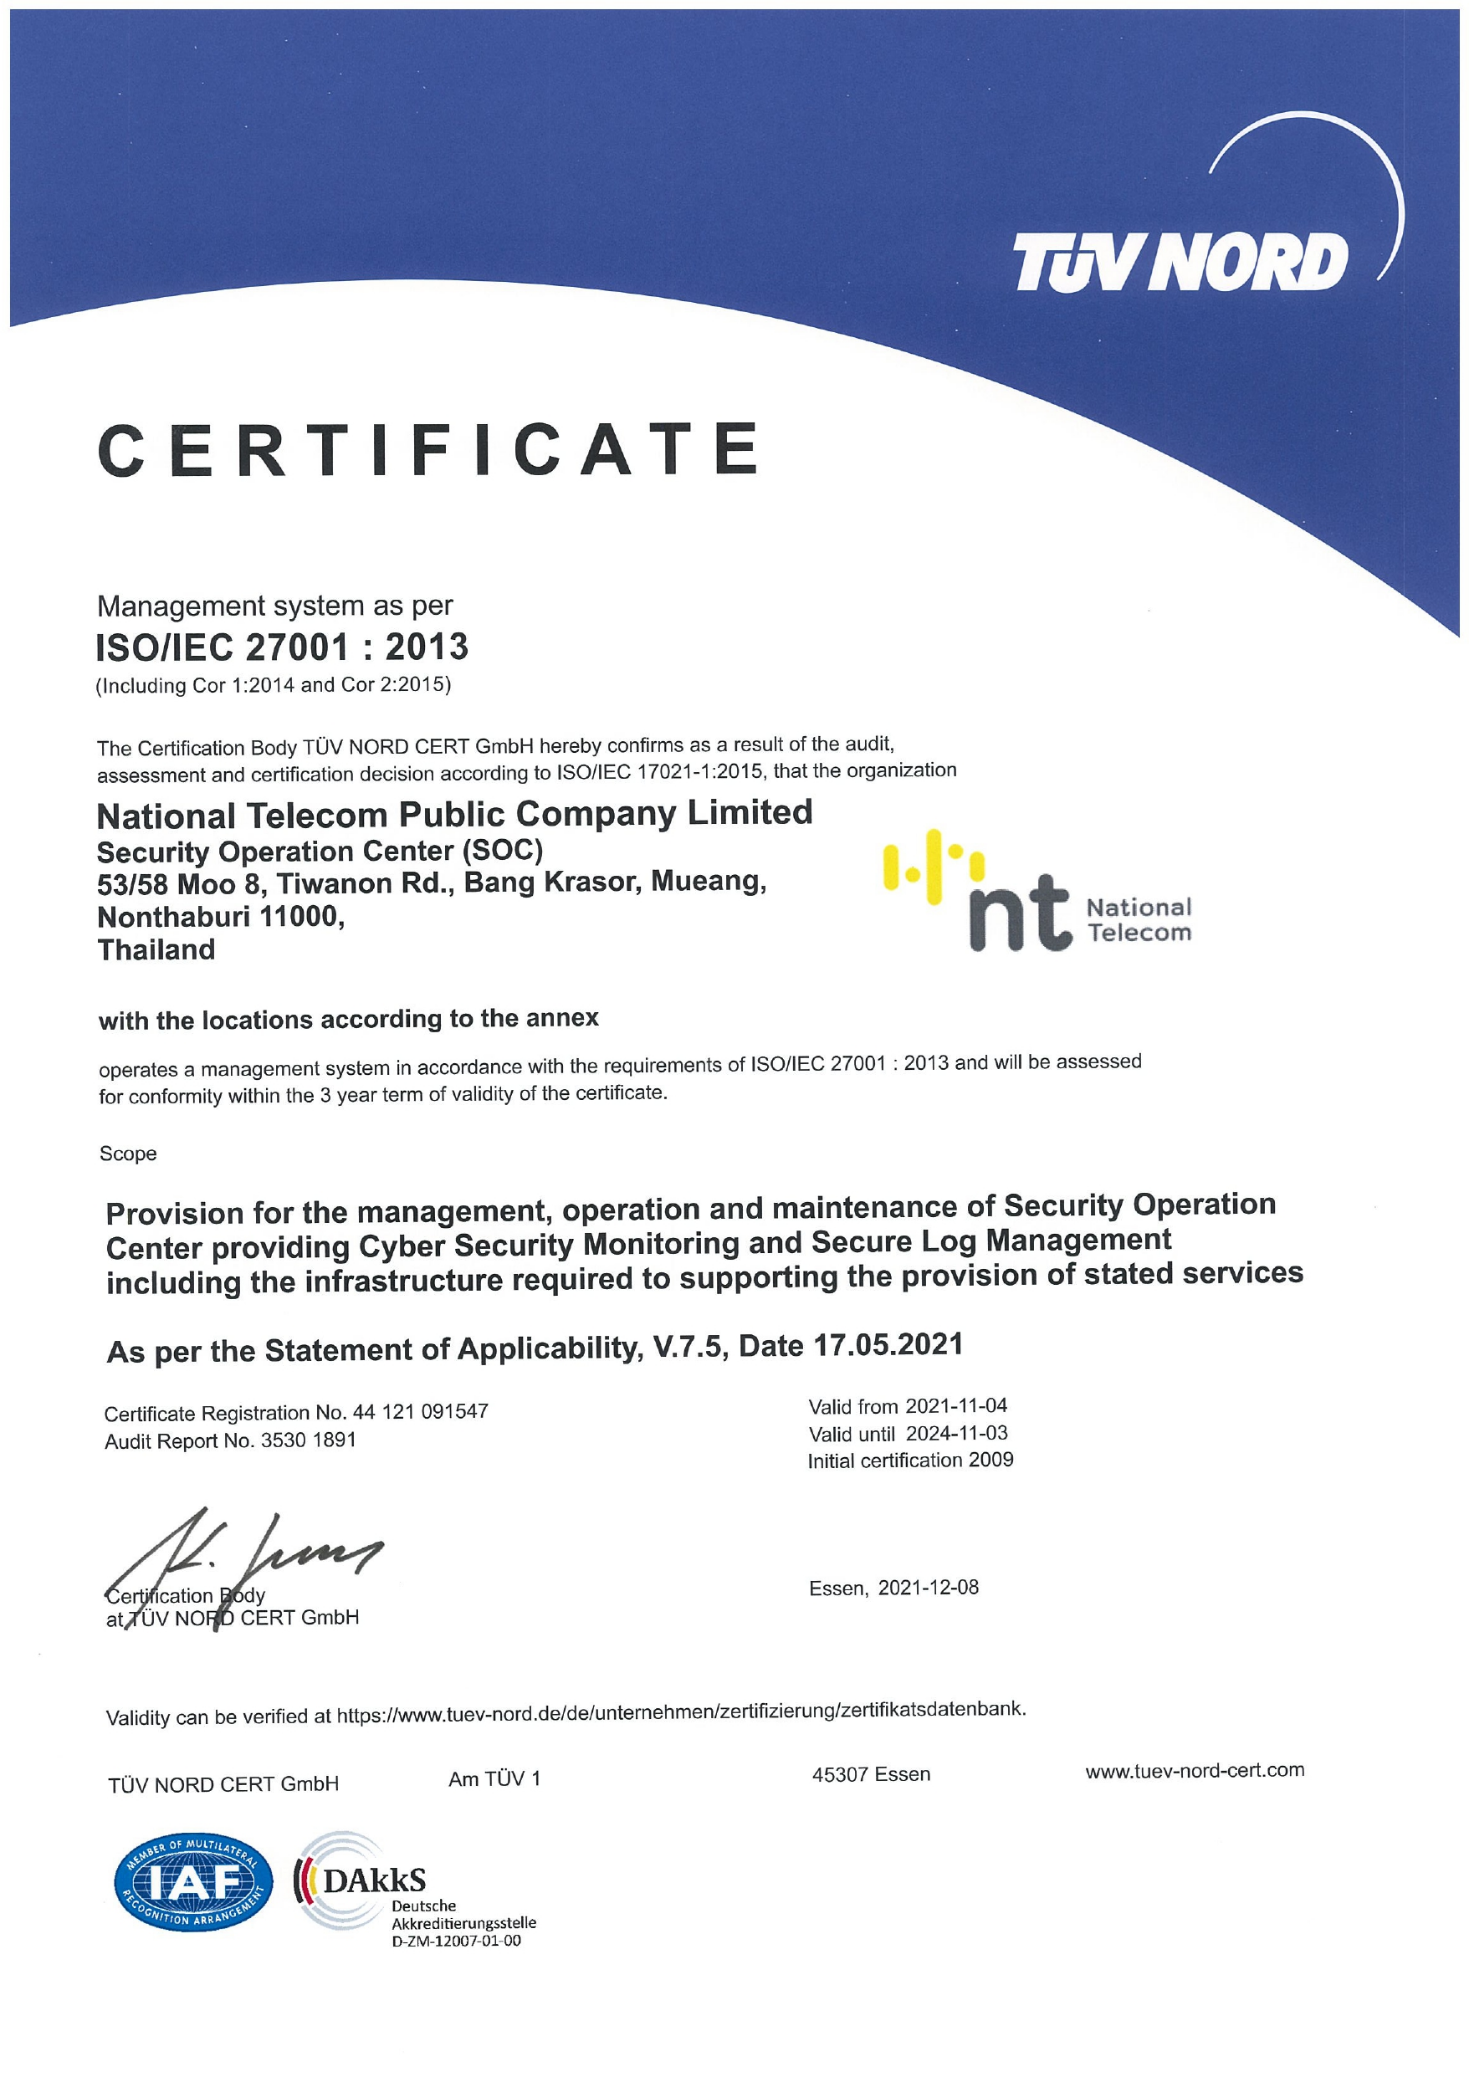 TÜV NORD
CERTIFICATE
Management system as per
ISO/IEC 27001 : 2013
(Including Cor 1:2014 and Cor 2:2015)
The Certification Body TÜV NORD CERT GmbH hereby confirms as a result of the audit,
assessment and certification decision according to ISO/IEC 17021-1:2015, that the organization
National Telecom Public Company Limited
Security Operation Center (SOC)
53/58 Moo 8, Tiwanon Rd., Bang Krasor, Mueang,
Nonthaburi 11000,
Thailand
nt National
Telecom
with the locations according to the annex
operates a management system in accordance with the requirements of ISO/IEC 27001 : 2013 and will be assessed
for conformity within the 3 year term of validity of the certificate.
Scope
Provision for the management, operation and maintenance of Security Operation
Center providing Cyber Security Monitoring and Secure Log Management
including the infrastructure required to supporting the provision of stated services
As per the Statement of Applicability, V.7.5, Date 17.05.2021
Certificate Registration No. 44 121 091547
Audit Report No. 3530 1891
Valid from 2021-11-04
Valid until 2024-11-03
Initial certification 2009
Certification Body
at TÜV NORD CERT GmbH
Essen, 2021-12-08
Validity can be verified at https://www.tuev-nord.de/de/unternehmen/zertifizierung/zertifikatsdatenbank.
TÜV NORD CERT GmbH Am TÜV 1 45307 Essen www.tuev-nord-cert.com
MEMBER OF MULTILATERAL
IAF
RECOGNITION ARRANGEMENT
DAkkS
Deutsche
Akkreditierungsstelle
D-ZM-12007-01-00